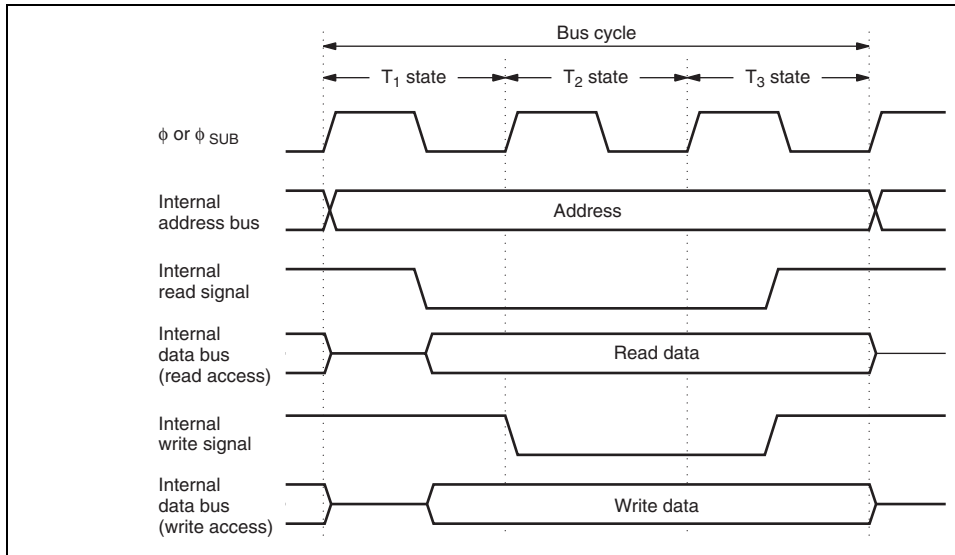 Bus cycle
T₁ state
T₂ state
T₃ state
ϕ or ϕ SUB
Internal
address bus
Address
Internal
read signal
Internal
data bus
(read access)
Read data
Internal
write signal
Internal
data bus
(write access)
Write data